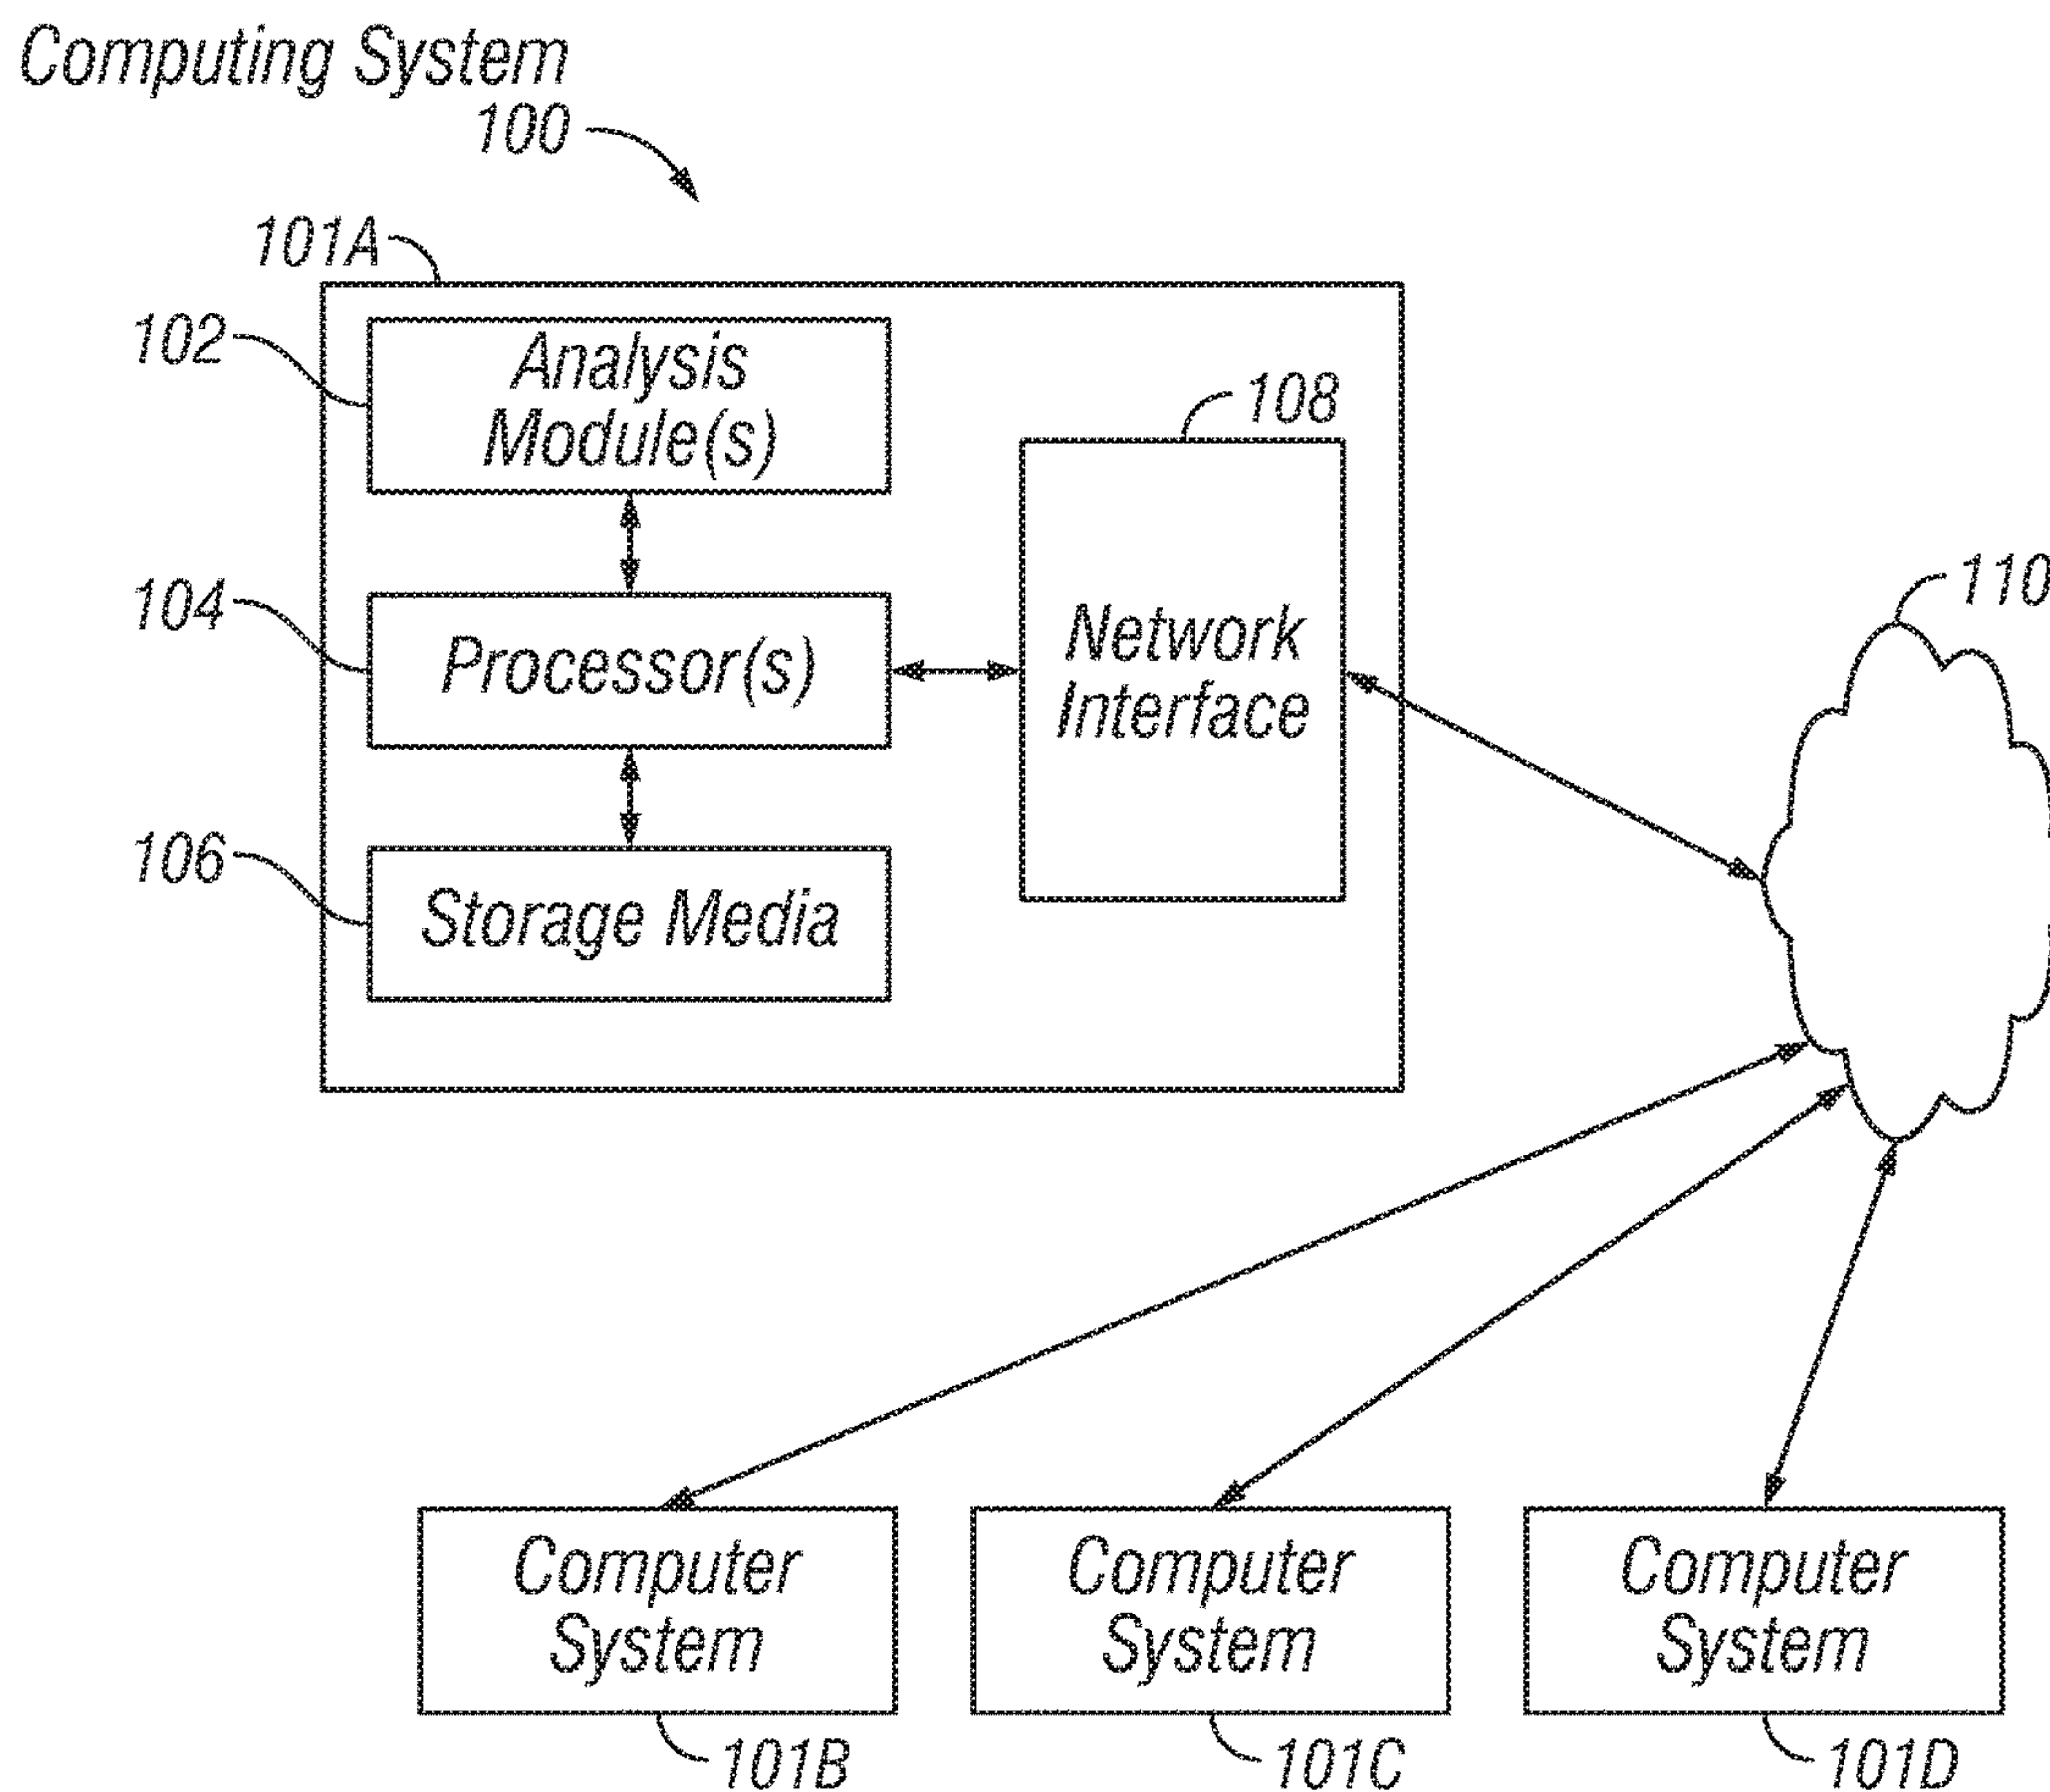 Computing System
100
101A
102
Analysis
Module(s)
108
104
Processor(s)
Network
Interface
110
106
Storage Media
Computer
System
Computer
System
Computer
System
101B
101C
101D